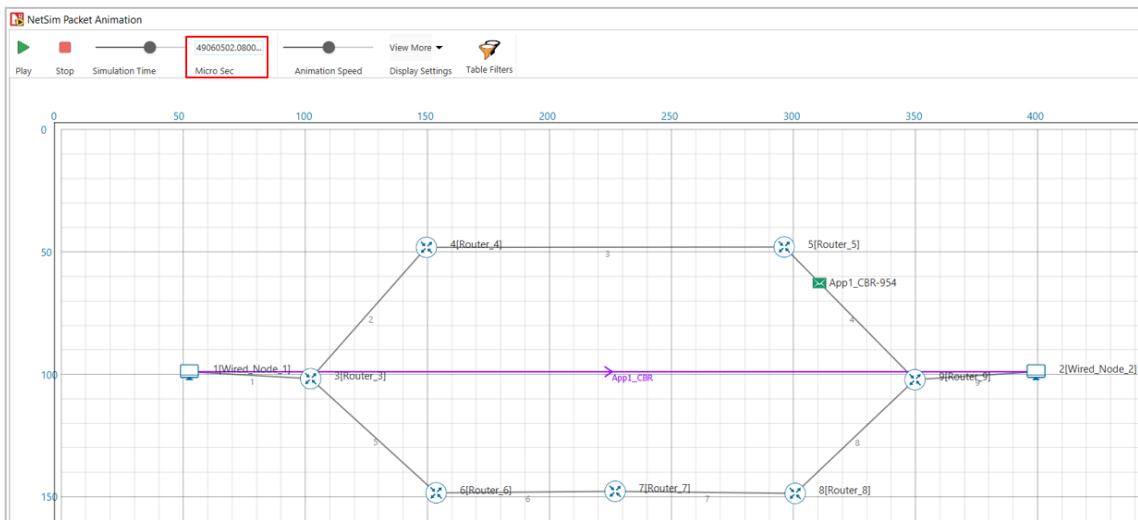 NetSim Packet Animation
49060502.0800...
View More
Play
Stop
Simulation Time
Micro Sec
Animation Speed
Display Settings
Table Filters
0 50 100 150 200 250 300 350 400
0
4[Router_4]
5[Router_5]
50
3
App1_CBR-954
2
4
1[Wired_Node_1]
2[Wired_Node_2]
100
3[Router_3]
App1_CBR
9[Router_9]
1
9
5
8
6[Router_6]
7[Router_7]
8[Router_8]
150
6
7